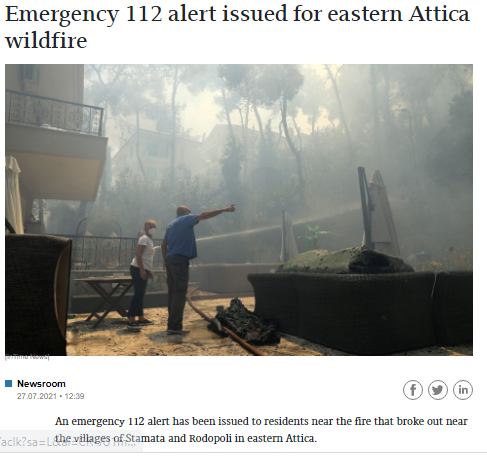 Emergency 112 alert issued for eastern Attica
wildfire
Newsroom
27.07.2021 • 12:39
An emergency 112 alert has been issued to residents near the fire that broke out near
the villages of Stamata and Rodopoli in eastern Attica.